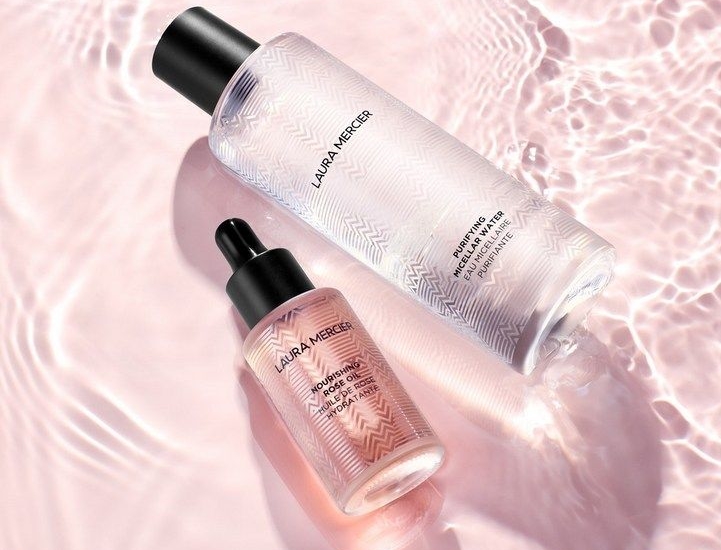 LAURA MERCIER
PURIFYING
MICELLAR WATER
EAU MICELLAIRE
PURIFIANTE
LAURA MERCIER
NOURISHING
ROSE OIL
HUILE DE ROSE
HYDRATANTE